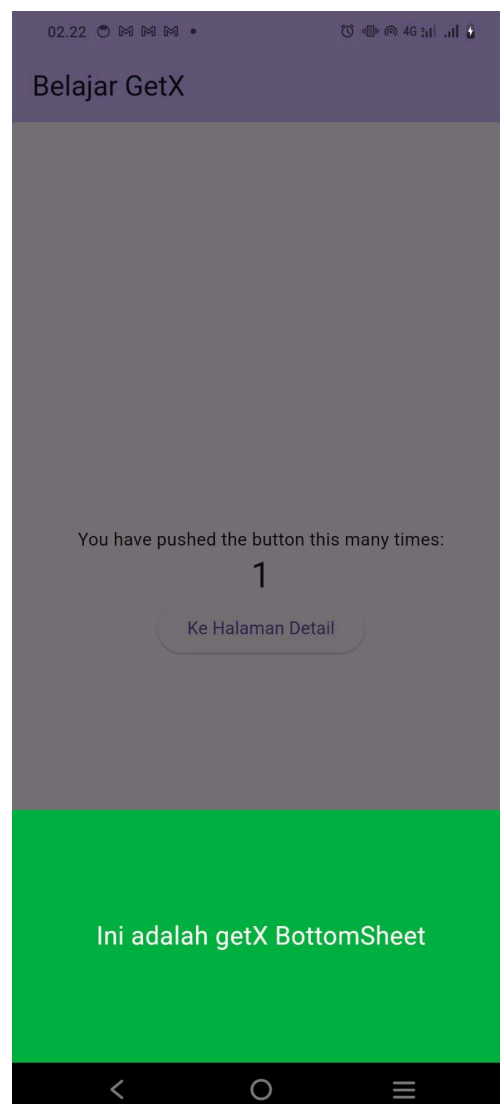 02.22 4G
Belajar GetX
You have pushed the button this many times:
1
Ke Halaman Detail
Ini adalah getX BottomSheet